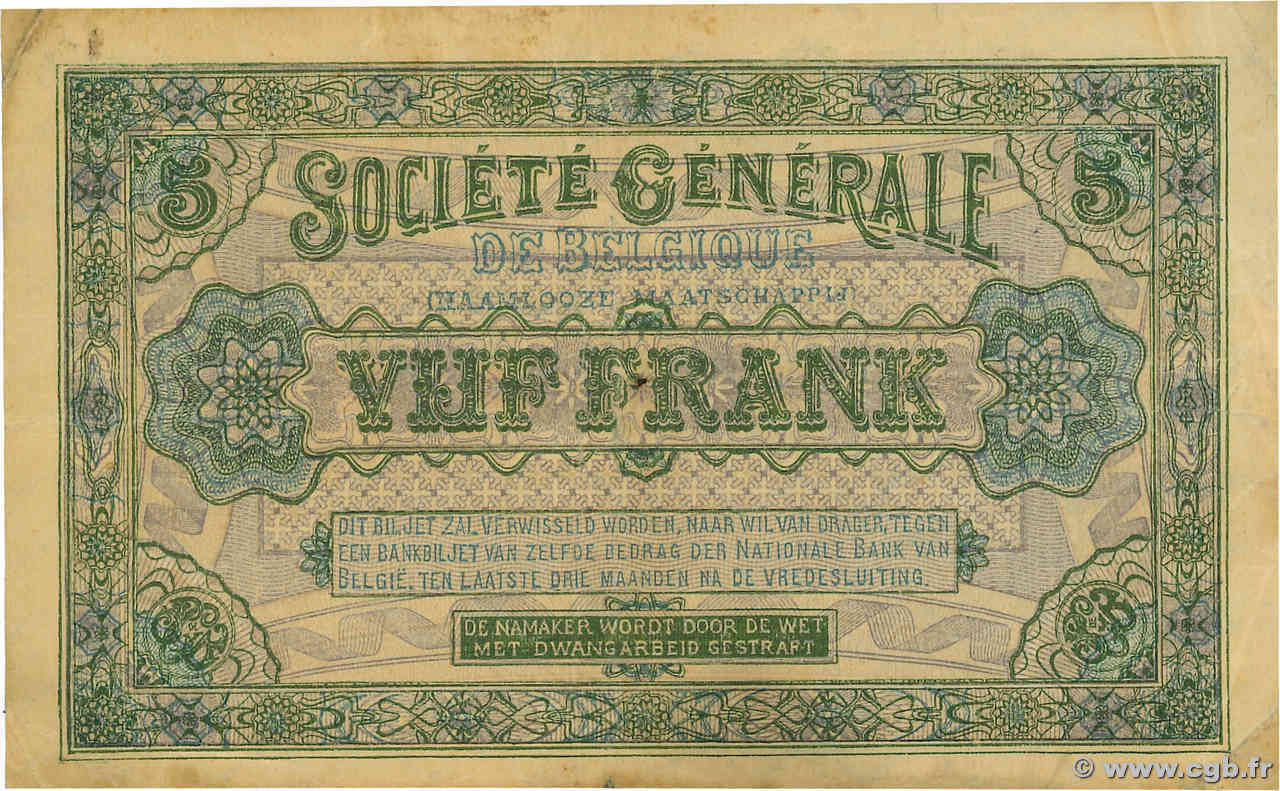 5 SOCIÉTÉ GÉNÉRALE 5
DE BELGIQUE
(NAAMLOOZE MAATSCHAPPIJ)
VIJF FRANK
DIT BILJET ZAL VERWISSELD WORDEN, NAAR WIL VAN DRAGER, TEGEN
EEN BANKBILJET VAN ZELFDE BEDRAG DER NATIONALE BANK VAN
BELGIË, TEN LAATSTE DRIE MAANDEN NA DE VREDESLUITING.
DE NAMAKER WORDT DOOR DE WET
MET DWANGARBEID GESTRAFT
© www.cgb.fr